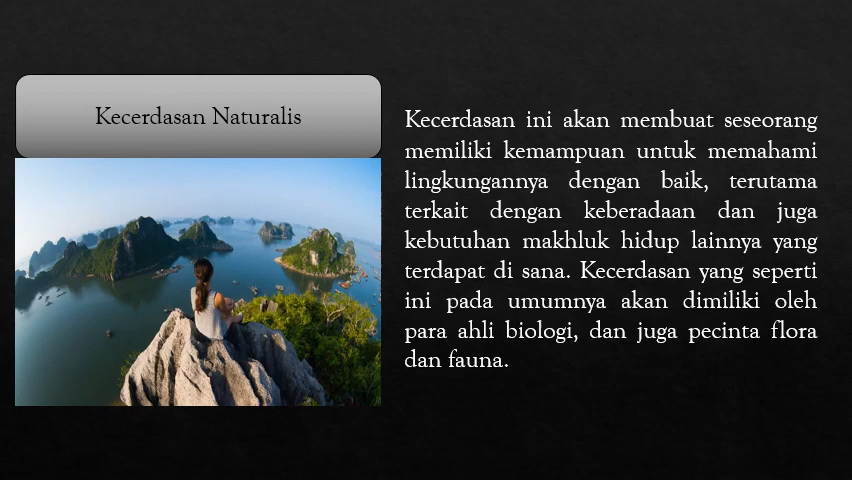 Kecerdasan Naturalis
Kecerdasan ini akan membuat seseorang
memiliki kemampuan untuk memahami
lingkungannya dengan baik, terutama
terkait dengan keberadaan dan juga
kebutuhan makhluk hidup lainnya yang
terdapat di sana. Kecerdasan yang seperti
ini pada umumnya akan dimiliki oleh
para ahli biologi, dan juga pecinta flora
dan fauna.